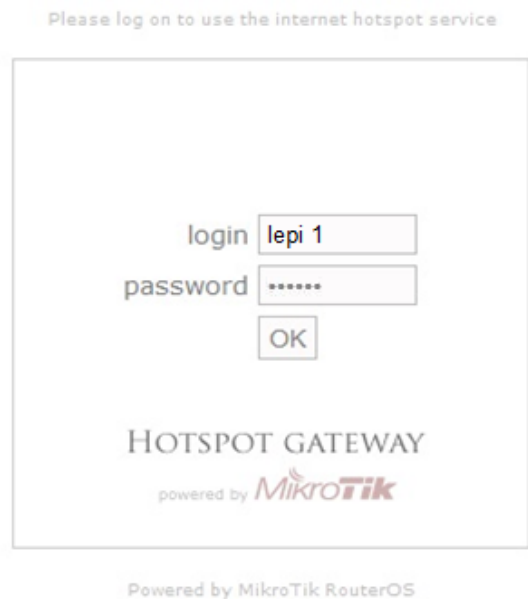 Please log on to use the internet hotspot service
login lepi 1
password ••••••
OK
HOTSPOT GATEWAY
powered by MikroTik
Powered by MikroTik RouterOS